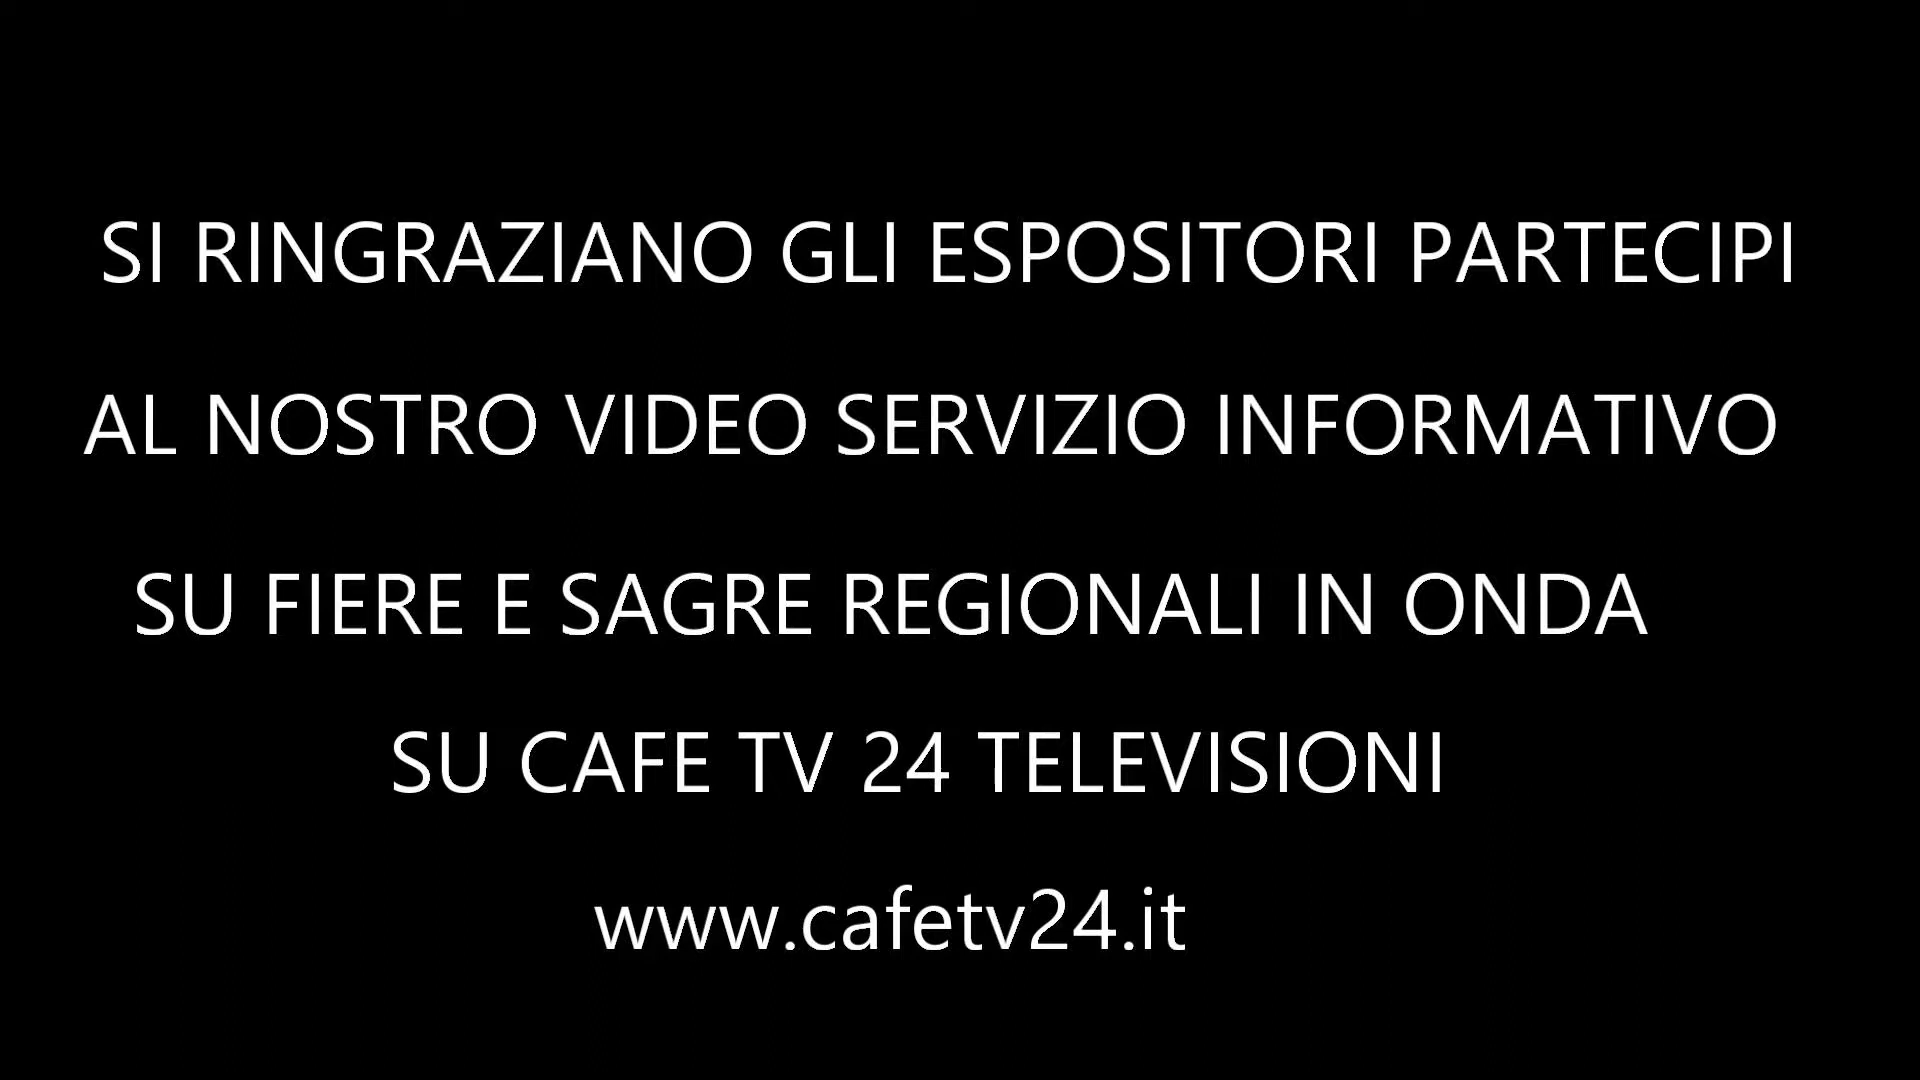 SI RINGRAZIANO GLI ESPOSITORI PARTECIPI
AL NOSTRO VIDEO SERVIZIO INFORMATIVO
SU FIERE E SAGRE REGIONALI IN ONDA
SU CAFE TV 24 TELEVISIONI
www.cafetv24.it